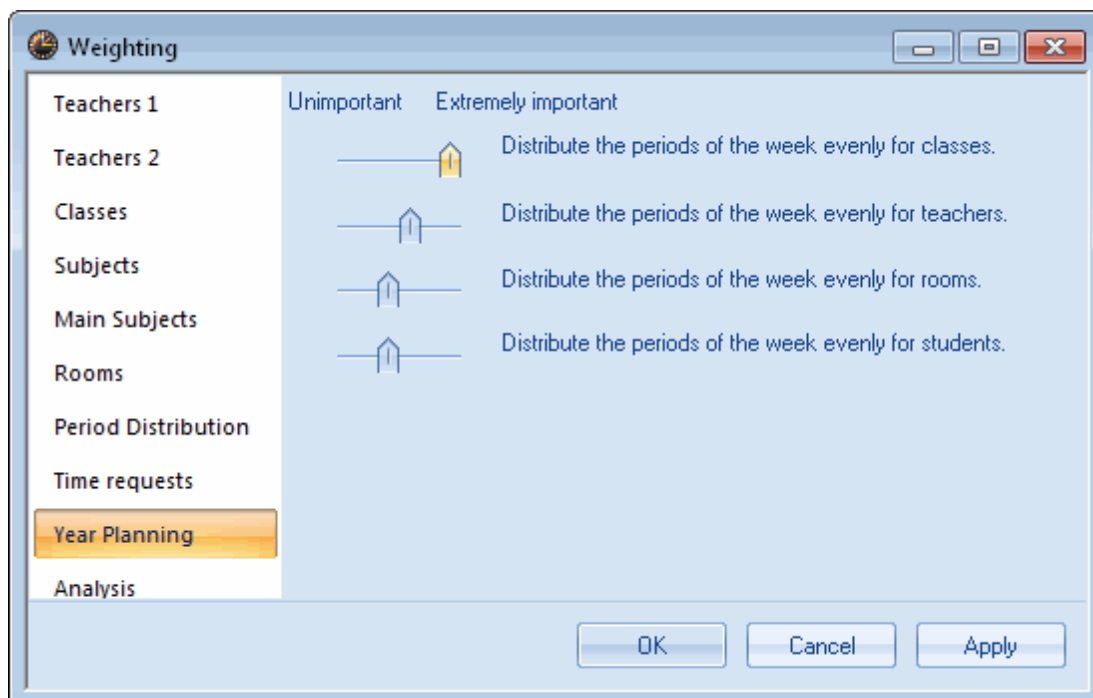 Weighting
Teachers 1
Teachers 2
Classes
Subjects
Main Subjects
Rooms
Period Distribution
Time requests
Year Planning
Analysis
Unimportant Extremely important
Distribute the periods of the week evenly for classes.
Distribute the periods of the week evenly for teachers.
Distribute the periods of the week evenly for rooms.
Distribute the periods of the week evenly for students.
OK Cancel Apply